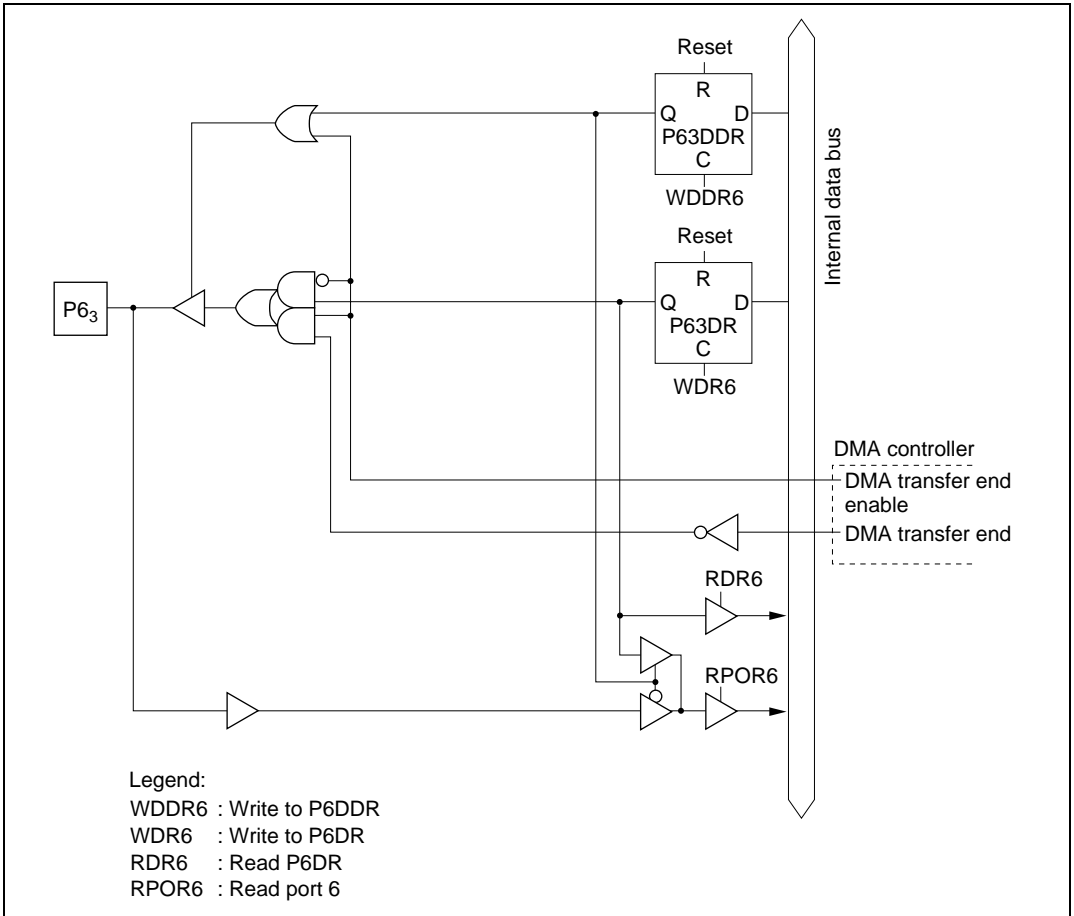 Reset
R
Q D
P63DDR
C
WDDR6
Reset
R
Q D
P63DR
C
WDR6
Internal data bus
P6₃
DMA controller
DMA transfer end
enable
DMA transfer end
RDR6
RPOR6
Legend:
WDDR6 : Write to P6DDR
WDR6 : Write to P6DR
RDR6 : Read P6DR
RPOR6 : Read port 6